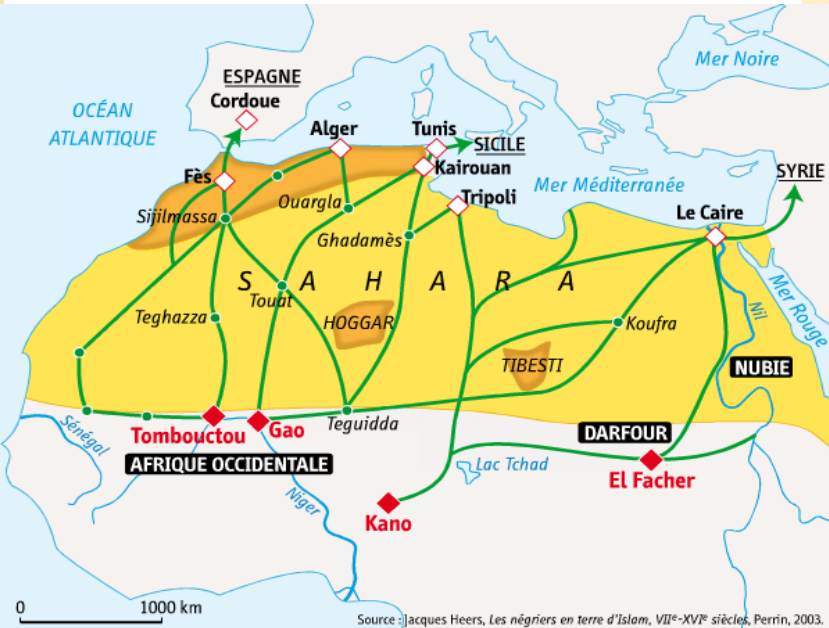 Mer Noire
ESPAGNE
Cordoue
OCÉAN
ATLANTIQUE
Alger
Tunis
SICILE
Kairouan
Fès
SYRIE
Mer Méditerranée
Tripoli
Ouargla
Sijilmassa
Le Caire
Ghadamès
SAHARA
Touat
Mer Rouge
Nil
Teghazza
HOGGAR
Koufra
TIBESTI
NUBIE
Sénégal
Tombouctou
Gao
Teguidda
DARFOUR
AFRIQUE OCCIDENTALE
Lac Tchad
El Facher
Niger
Kano
0 1000 km
Source : Jacques Heers, Les négriers en terre d'Islam, VIIe-XVIe siècles, Perrin, 2003.